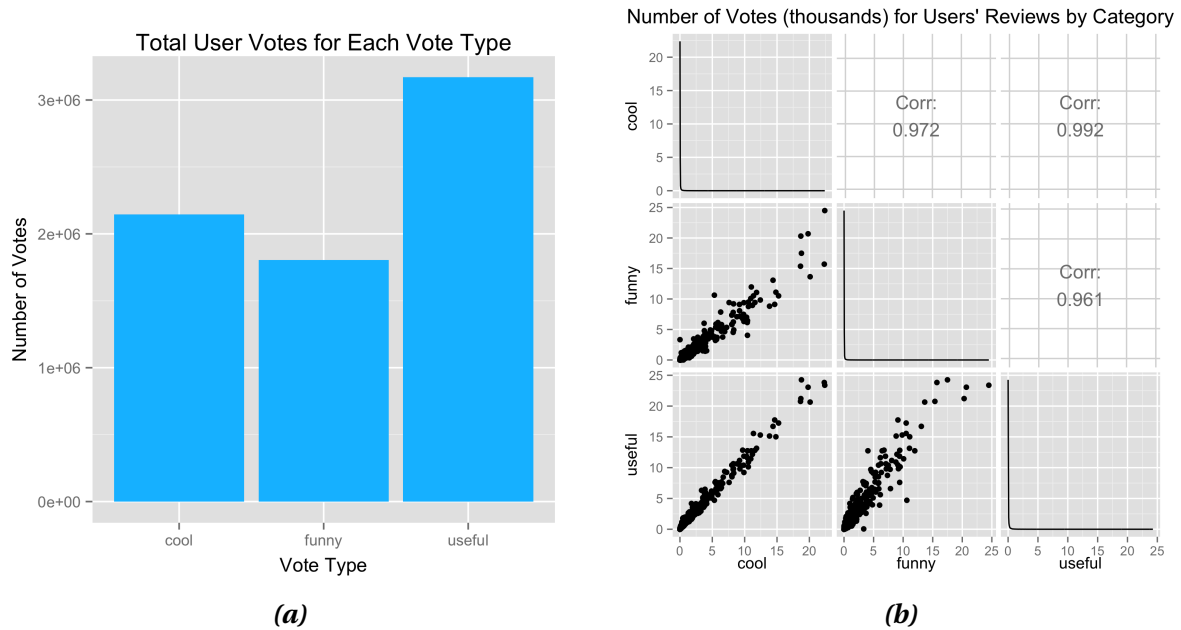 Total User Votes for Each Vote Type
Number of Votes
3e+06
2e+06
1e+06
0e+00
cool
funny
useful
Vote Type
(a)
Number of Votes (thousands) for Users' Reviews by Category
cool
20
15
10
5
0
Corr:
0.972
Corr:
0.992
funny
25
20
15
10
5
0
Corr:
0.961
useful
25
20
15
10
5
0
0 5 10 15 20
0 5 10 15 20 25
0 5 10 15 20 25
cool
funny
useful
(b)